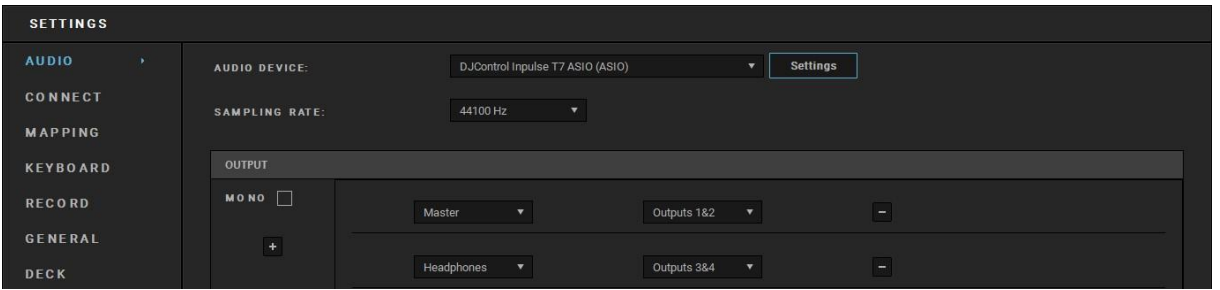 SETTINGS
AUDIO
CONNECT
MAPPING
KEYBOARD
RECORD
GENERAL
DECK
AUDIO DEVICE: DJControl Inpulse T7 ASIO (ASIO) Settings
SAMPLING RATE: 44100 Hz
OUTPUT
MONO
+
Master Outputs 1&2 −
Headphones Outputs 3&4 −